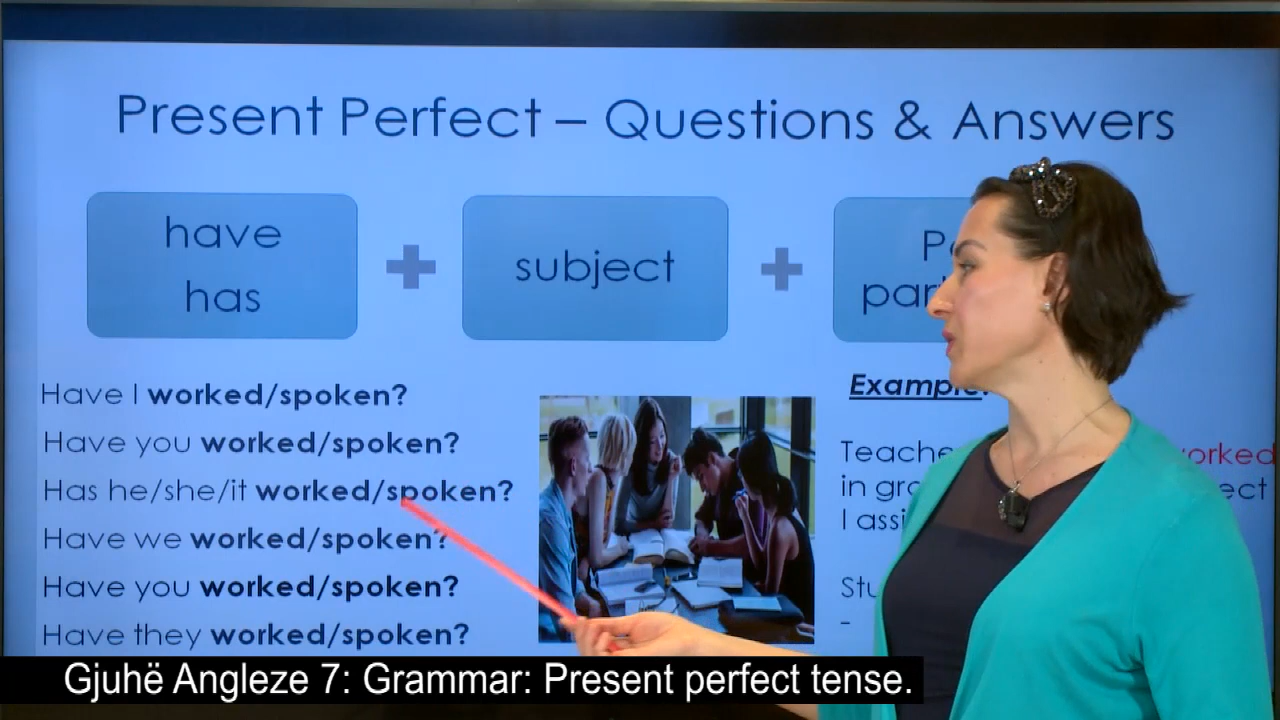 Present Perfect – Questions & Answers
have
has
subject
Have I worked/spoken?
Have you worked/spoken?
Has he/she/it worked/spoken?
Have we worked/spoken?
Have you worked/spoken?
Have they worked/spoken?
Example:
in
I
-
Gjuhë Angleze 7: Grammar: Present perfect tense.